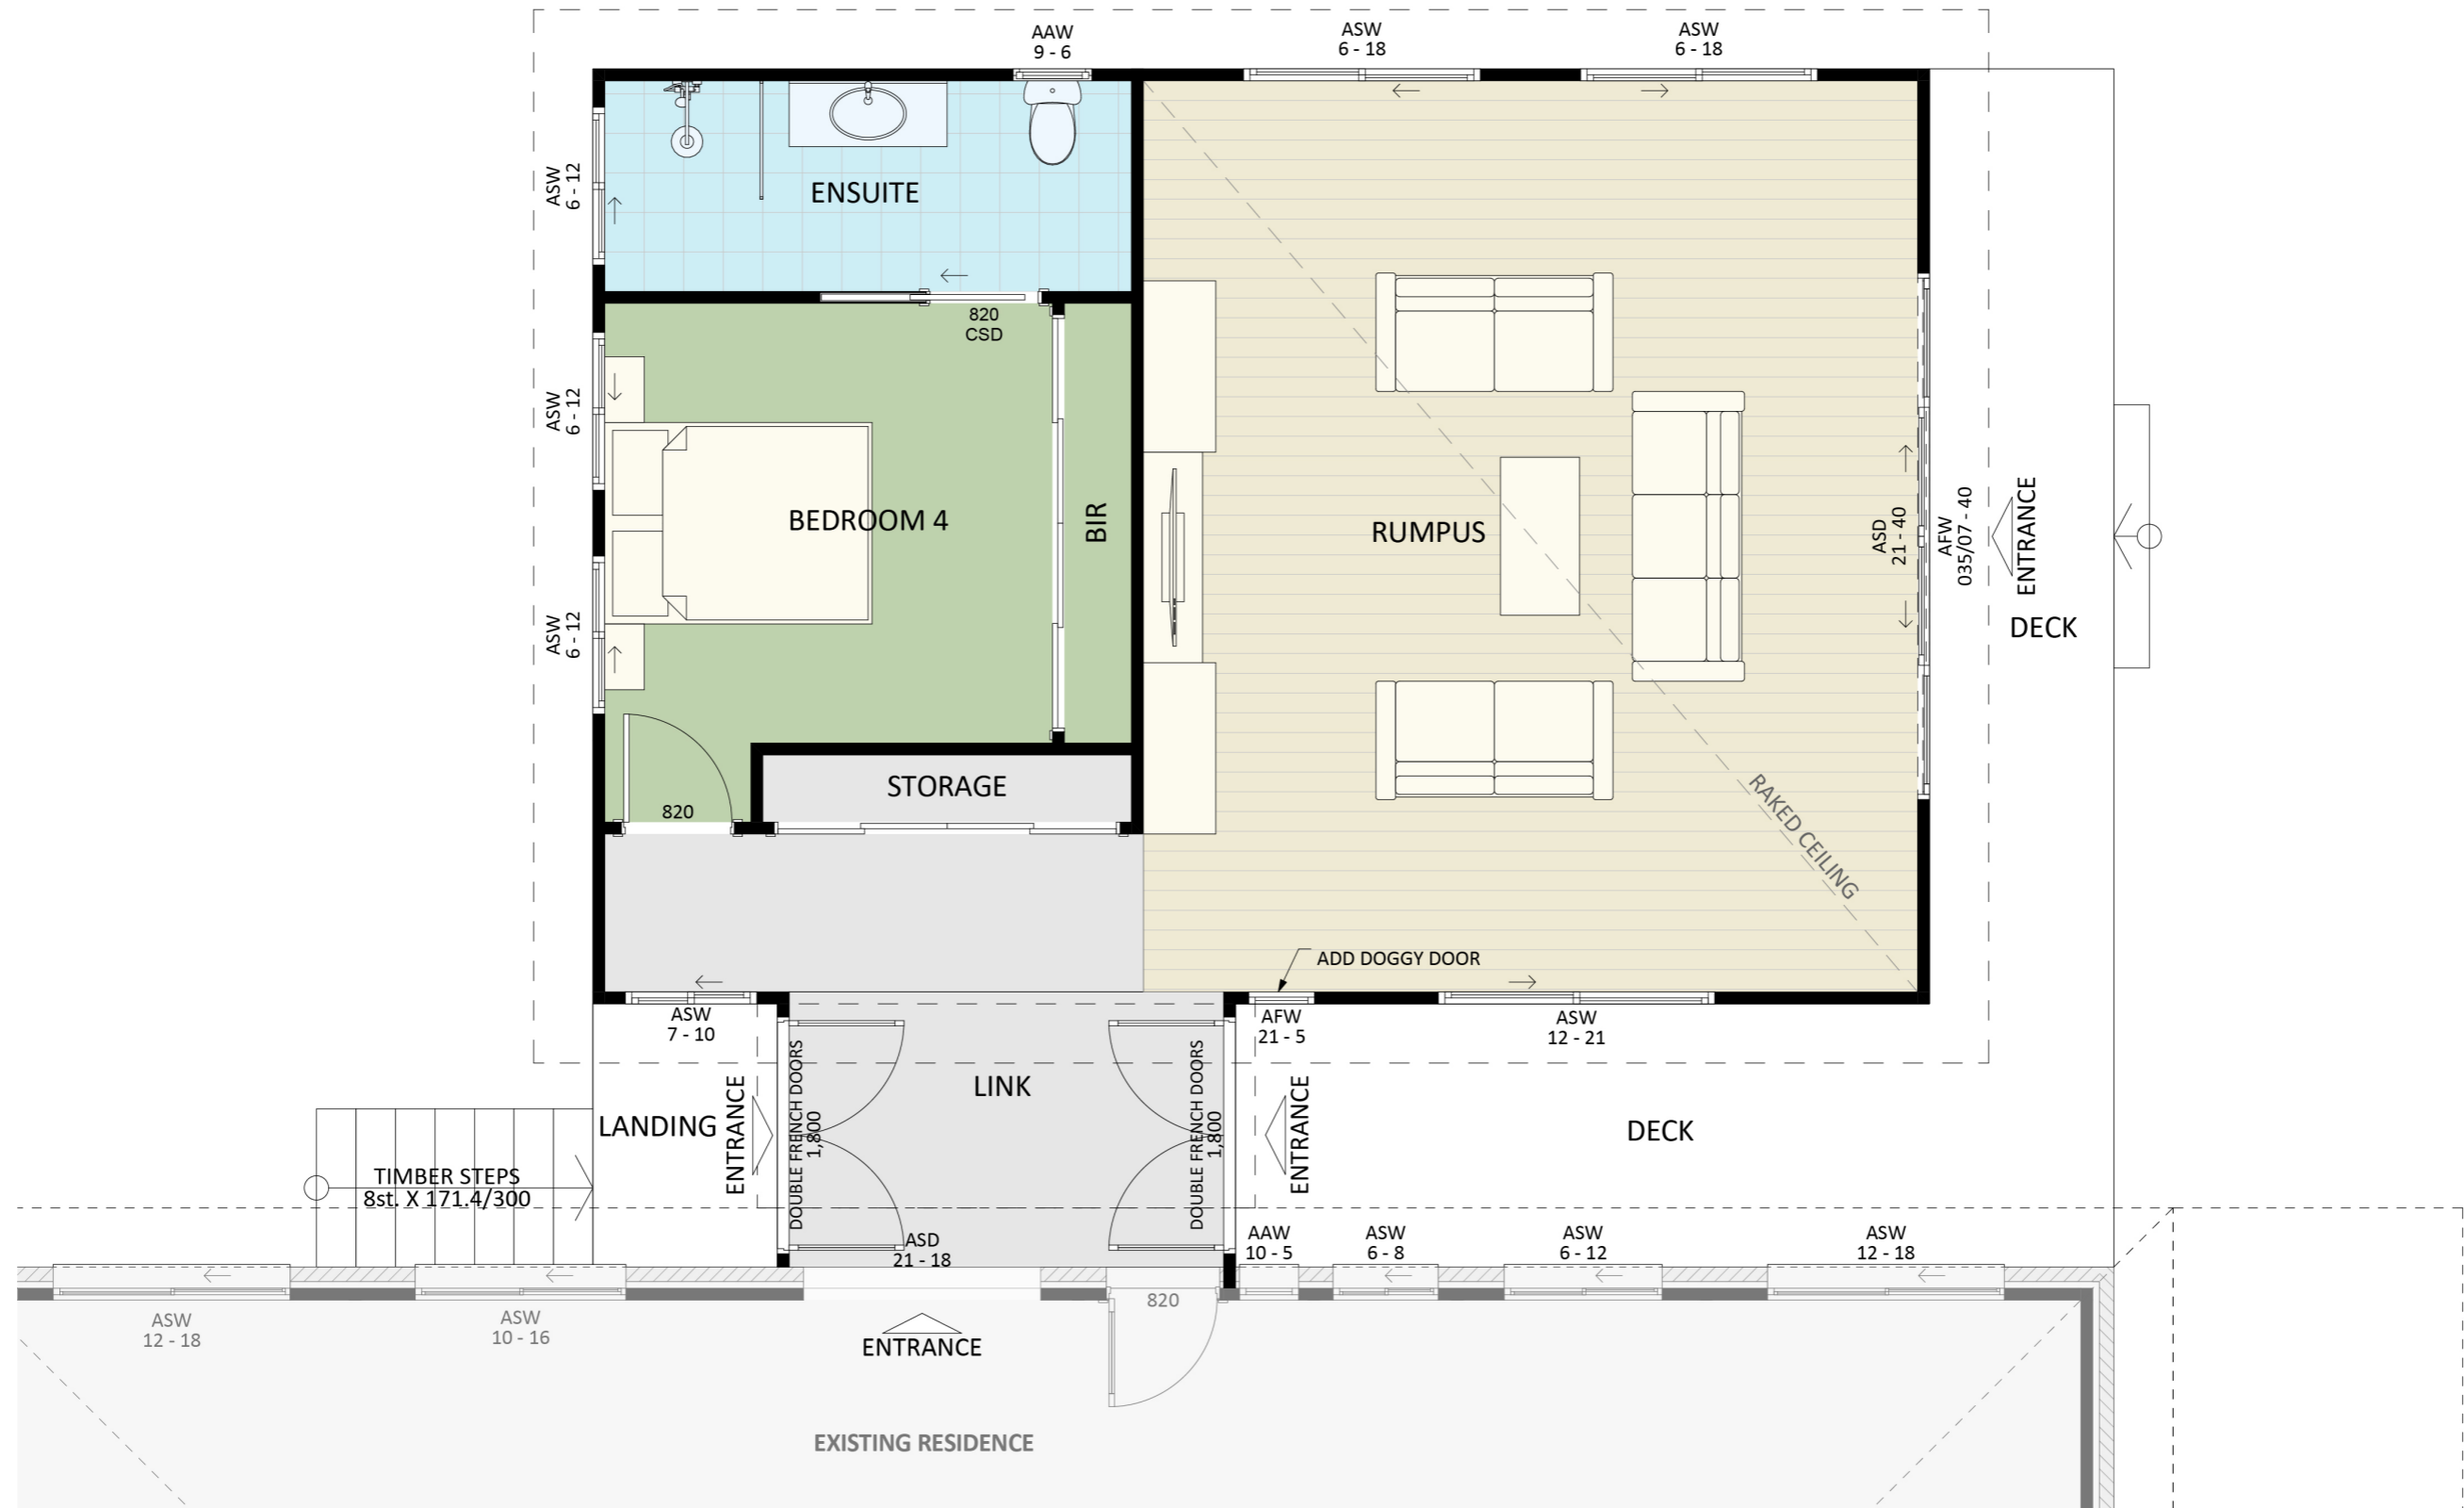 AAW
9 - 6
ASW
6 - 18
ASW
6 - 18
ASW
6 - 12
ENSUITE
820
CSD
ASW
6 - 12
BEDROOM 4
BIR
RUMPUS
ASD
21 - 40
AFW
035/07 - 40
ENTRANCE
DECK
ASW
6 - 12
STORAGE
820
RAKED CEILING
ADD DOGGY DOOR
ASW
7 - 10
AFW
21 - 5
ASW
12 - 21
LANDING
ENTRANCE
DOUBLE FRENCH DOORS
1,800
LINK
DOUBLE FRENCH DOORS
1,800
ENTRANCE
DECK
TIMBER STEPS
8st. X 171.4/300
ASD
21 - 18
AAW
10 - 5
ASW
6 - 8
ASW
6 - 12
ASW
12 - 18
ASW
12 - 18
ASW
10 - 16
820
ENTRANCE
EXISTING RESIDENCE